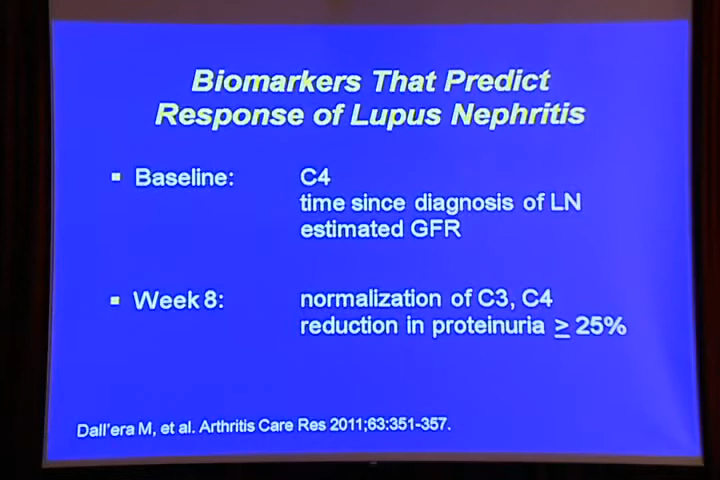 Biomarkers That Predict
Response of Lupus Nephritis
▪ Baseline: C4
time since diagnosis of LN
estimated GFR
▪ Week 8: normalization of C3, C4
reduction in proteinuria ≥ 25%
Dall'era M, et al. Arthritis Care Res 2011;63:351-357.